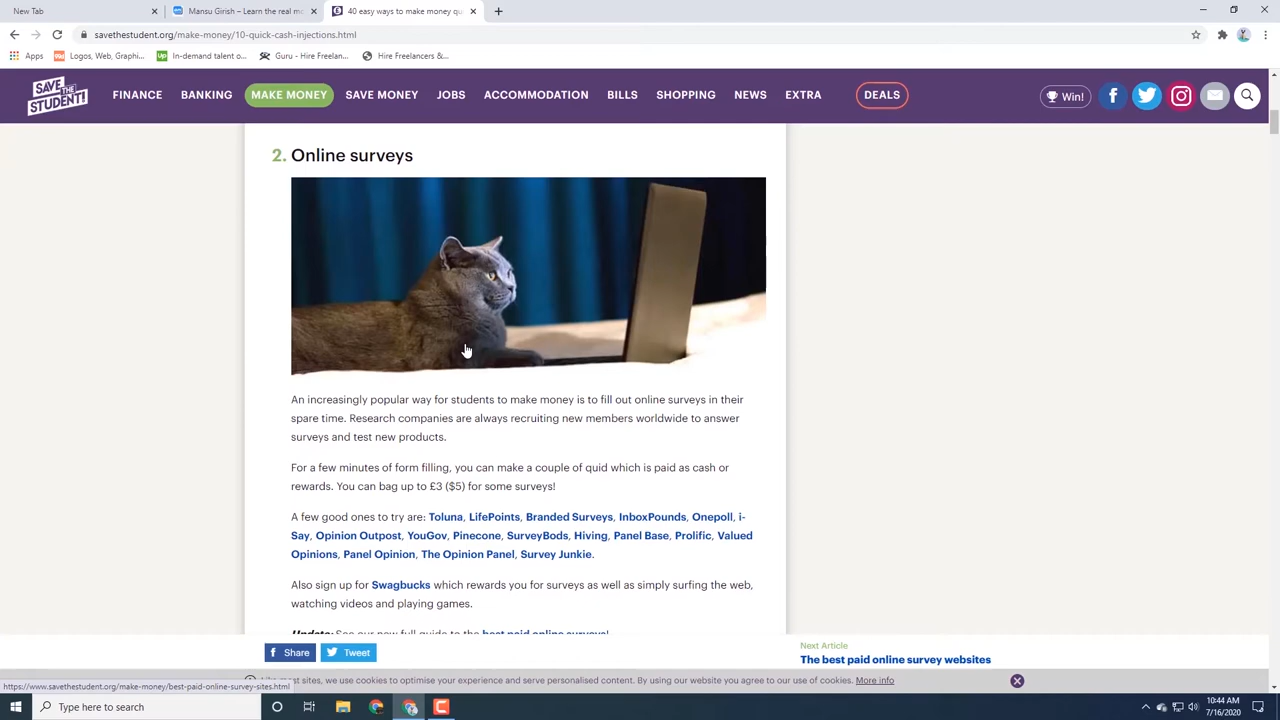 New Tab
Mansu Girish – Learn the real m
40 easy ways to make money qu
savethestudent.org/make-money/10-quick-cash-injections.html
Apps
Logos, Web, Graphi...
In-demand talent o...
Guru - Hire Freelan...
Hire Freelancers &...
SAVE THE STUDENT!
FINANCE BANKING MAKE MONEY SAVE MONEY JOBS ACCOMMODATION BILLS SHOPPING NEWS EXTRA DEALS Win!
2. Online surveys
An increasingly popular way for students to make money is to fill out online surveys in their
spare time. Research companies are always recruiting new members worldwide to answer
surveys and test new products.
For a few minutes of form filling, you can make a couple of quid which is paid as cash or
rewards. You can bag up to £3 ($5) for some surveys!
A few good ones to try are: Toluna, LifePoints, Branded Surveys, InboxPounds, Onepoll, i-
Say, Opinion Outpost, YouGov, Pinecone, SurveyBods, Hiving, Panel Base, Prolific, Valued
Opinions, Panel Opinion, The Opinion Panel, Survey Junkie.
Also sign up for Swagbucks which rewards you for surveys as well as simply surfing the web,
watching videos and playing games.
Update: See our new full guide to the best paid online surveys!
Share
Tweet
Next Article
The best paid online survey websites
Like most sites, we use cookies to optimise your experience and serve personalised content. By using our website you agree to our use of cookies. More info
https://www.savethestudent.org/make-money/best-paid-online-survey-sites.html
Type here to search
10:44 AM
7/16/2020